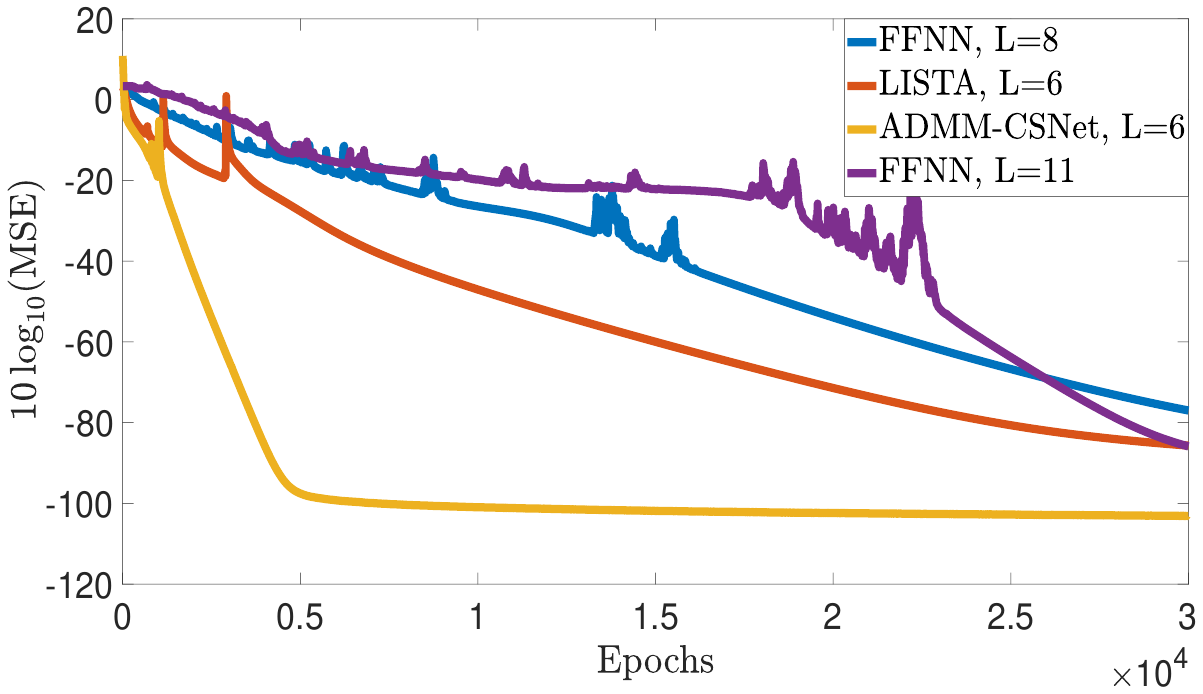 20
0
-20
-40
-60
-80
-100
-120
10 log10(MSE)
FFNN, L=8
LISTA, L=6
ADMM-CSNet, L=6
FFNN, L=11
0 0.5 1 1.5 2 2.5 3
Epochs
×10^4